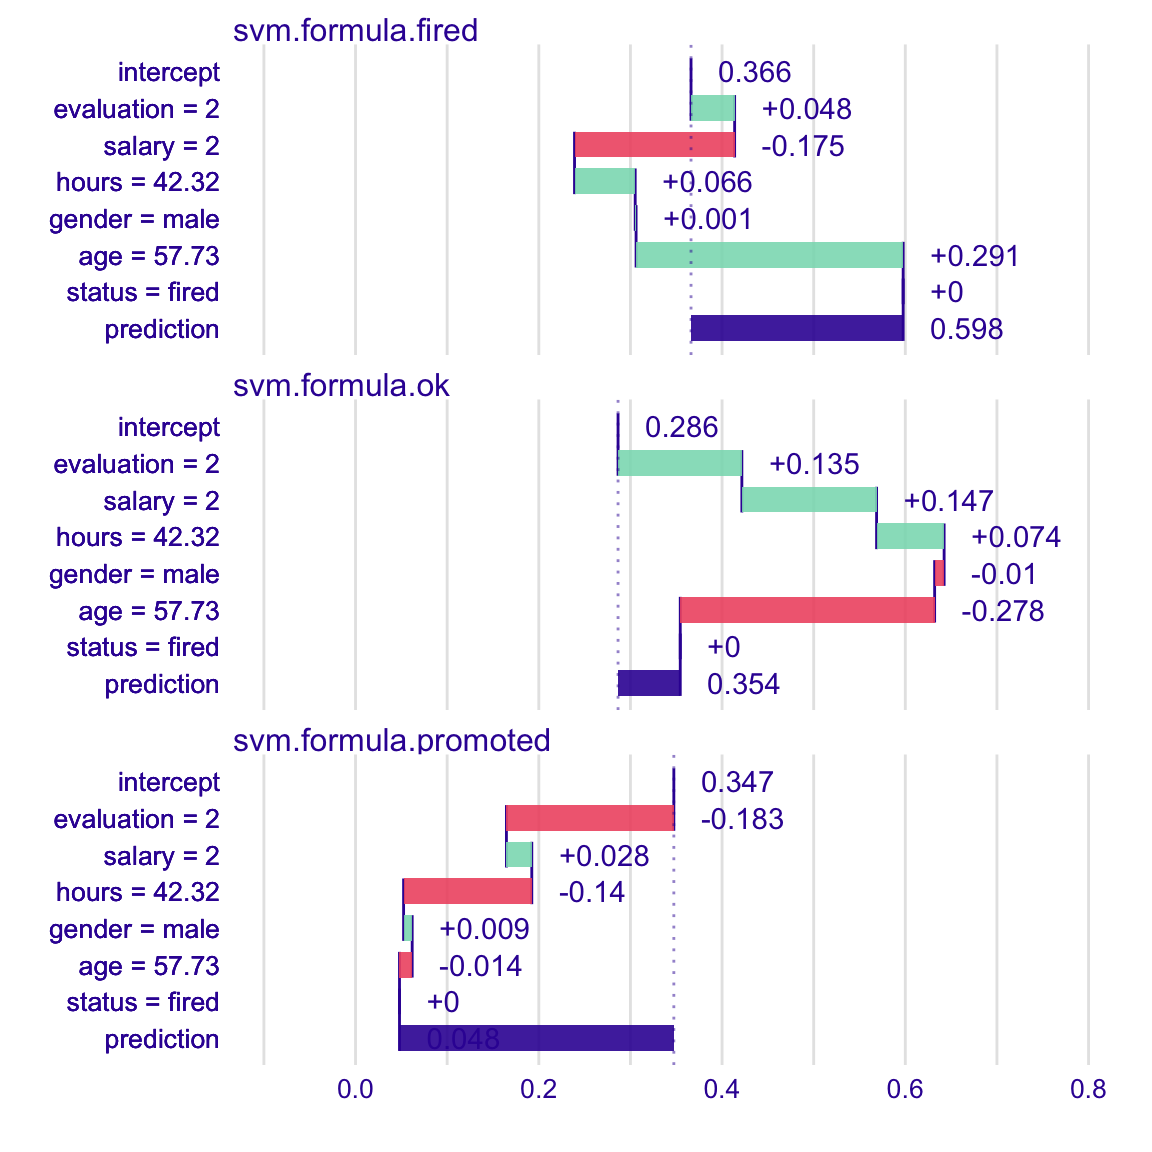 svm.formula.fired
intercept 0.366
evaluation = 2 +0.048
salary = 2 -0.175
hours = 42.32 +0.066
gender = male +0.001
age = 57.73 +0.291
status = fired +0
prediction 0.598
svm.formula.ok
intercept 0.286
evaluation = 2 +0.135
salary = 2 +0.147
hours = 42.32 +0.074
gender = male -0.01
age = 57.73 -0.278
status = fired +0
prediction 0.354
svm.formula.promoted
intercept 0.347
evaluation = 2 -0.183
salary = 2 +0.028
hours = 42.32 -0.14
gender = male +0.009
age = 57.73 -0.014
status = fired +0
prediction 0.048
0.0 0.2 0.4 0.6 0.8